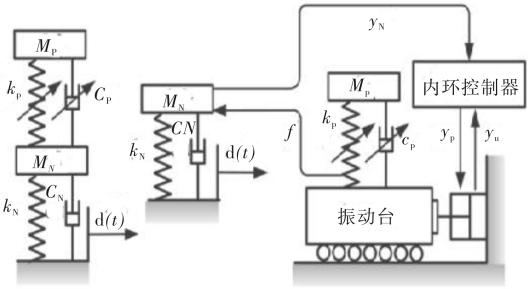 M_P
k_P
C_P
M_N
k_N
C_N
d(t)
M_N
k_N
CN
d(t)
y_N
f
M_P
k_P
c_P
内环控制器
y_p
y_u
振动台